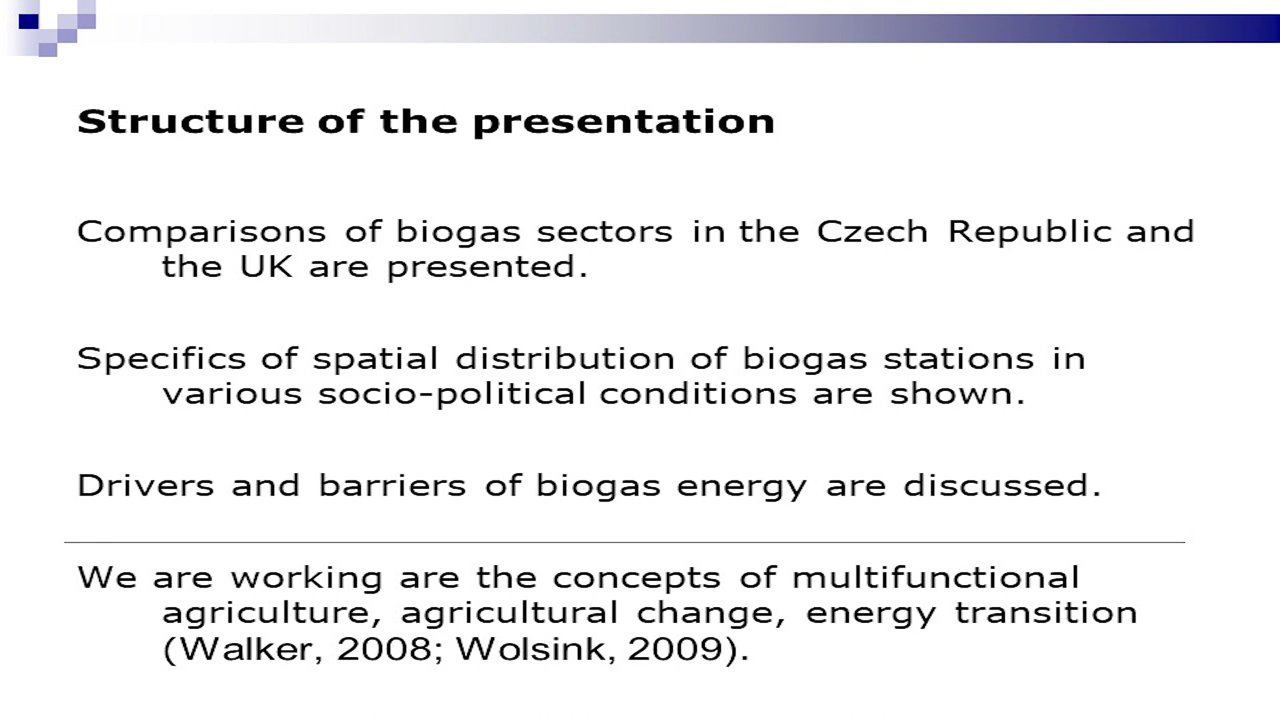 Structure of the presentation
Comparisons of biogas sectors in the Czech Republic and
the UK are presented.
Specifics of spatial distribution of biogas stations in
various socio-political conditions are shown.
Drivers and barriers of biogas energy are discussed.
We are working are the concepts of multifunctional
agriculture, agricultural change, energy transition
(Walker, 2008; Wolsink, 2009).